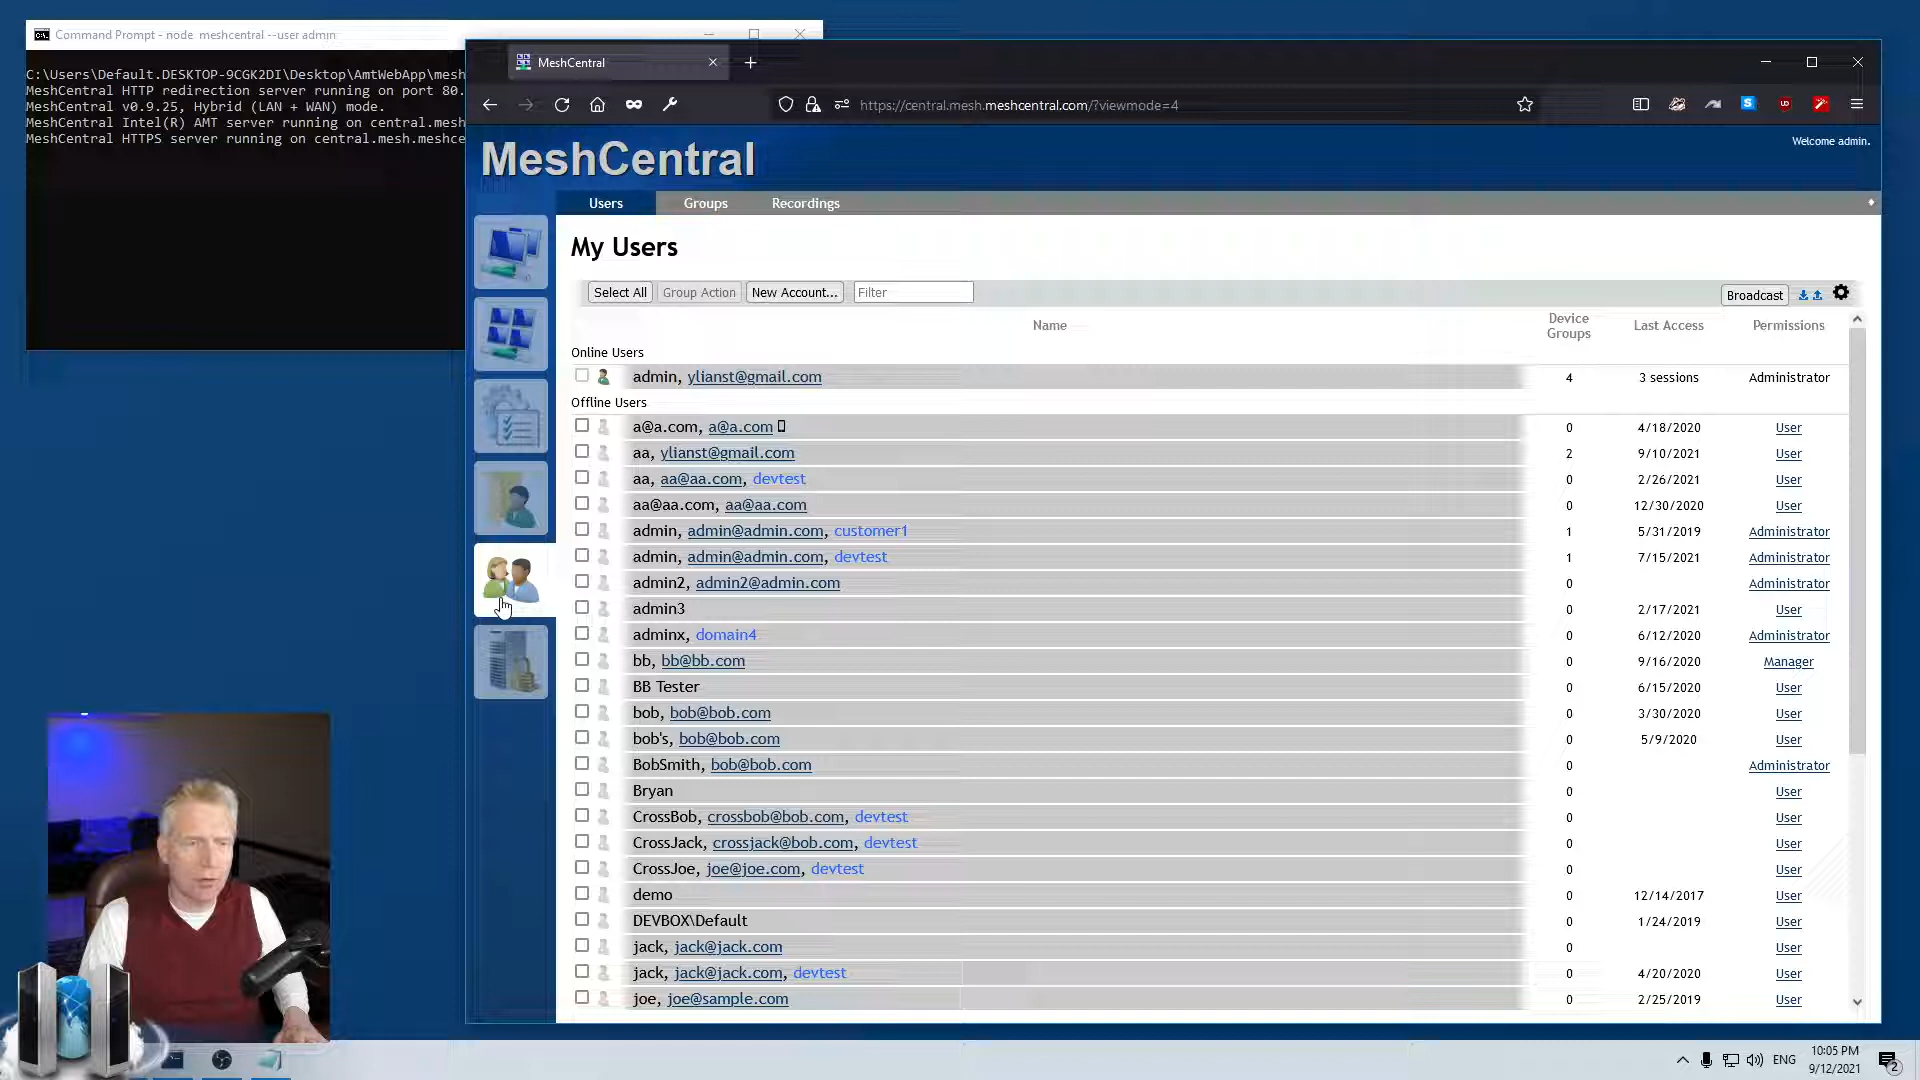 Command Prompt - node meshcentral --user admin
C:\Users\Default.DESKTOP-9CGK2DI\Desktop\AmtWebApp\mesh
MeshCentral HTTP redirection server running on port 80.
MeshCentral v0.9.25, Hybrid (LAN + WAN) mode.
MeshCentral Intel(R) AMT server running on central.mesh
MeshCentral HTTPS server running on central.mesh.meshce
MeshCentral
https://central.mesh.meshcentral.com/?viewmode=4
MeshCentral
Welcome admin.
Users Groups Recordings
My Users
Select All Group Action New Account... Filter Broadcast
Name Device Groups Last Access Permissions
Online Users
admin, ylianst@gmail.com 4 3 sessions Administrator
Offline Users
a@a.com, a@a.com 0 4/18/2020 User
aa, ylianst@gmail.com 2 9/10/2021 User
aa, aa@aa.com, devtest 0 2/26/2021 User
aa@aa.com, aa@aa.com 0 12/30/2020 User
admin, admin@admin.com, customer1 1 5/31/2019 Administrator
admin, admin@admin.com, devtest 1 7/15/2021 Administrator
admin2, admin2@admin.com 0 Administrator
admin3 0 2/17/2021 User
adminx, domain4 0 6/12/2020 Administrator
bb, bb@bb.com 0 9/16/2020 Manager
BB Tester 0 6/15/2020 User
bob, bob@bob.com 0 3/30/2020 User
bob's, bob@bob.com 0 5/9/2020 User
BobSmith, bob@bob.com 0 Administrator
Bryan 0 User
CrossBob, crossbob@bob.com, devtest 0 User
CrossJack, crossjack@bob.com, devtest 0 User
CrossJoe, joe@joe.com, devtest 0 User
demo 0 12/14/2017 User
DEVBOX\Default 0 1/24/2019 User
jack, jack@jack.com 0 User
jack, jack@jack.com, devtest 0 4/20/2020 User
joe, joe@sample.com 0 2/25/2019 User
ENG
10:05 PM
9/12/2021
2